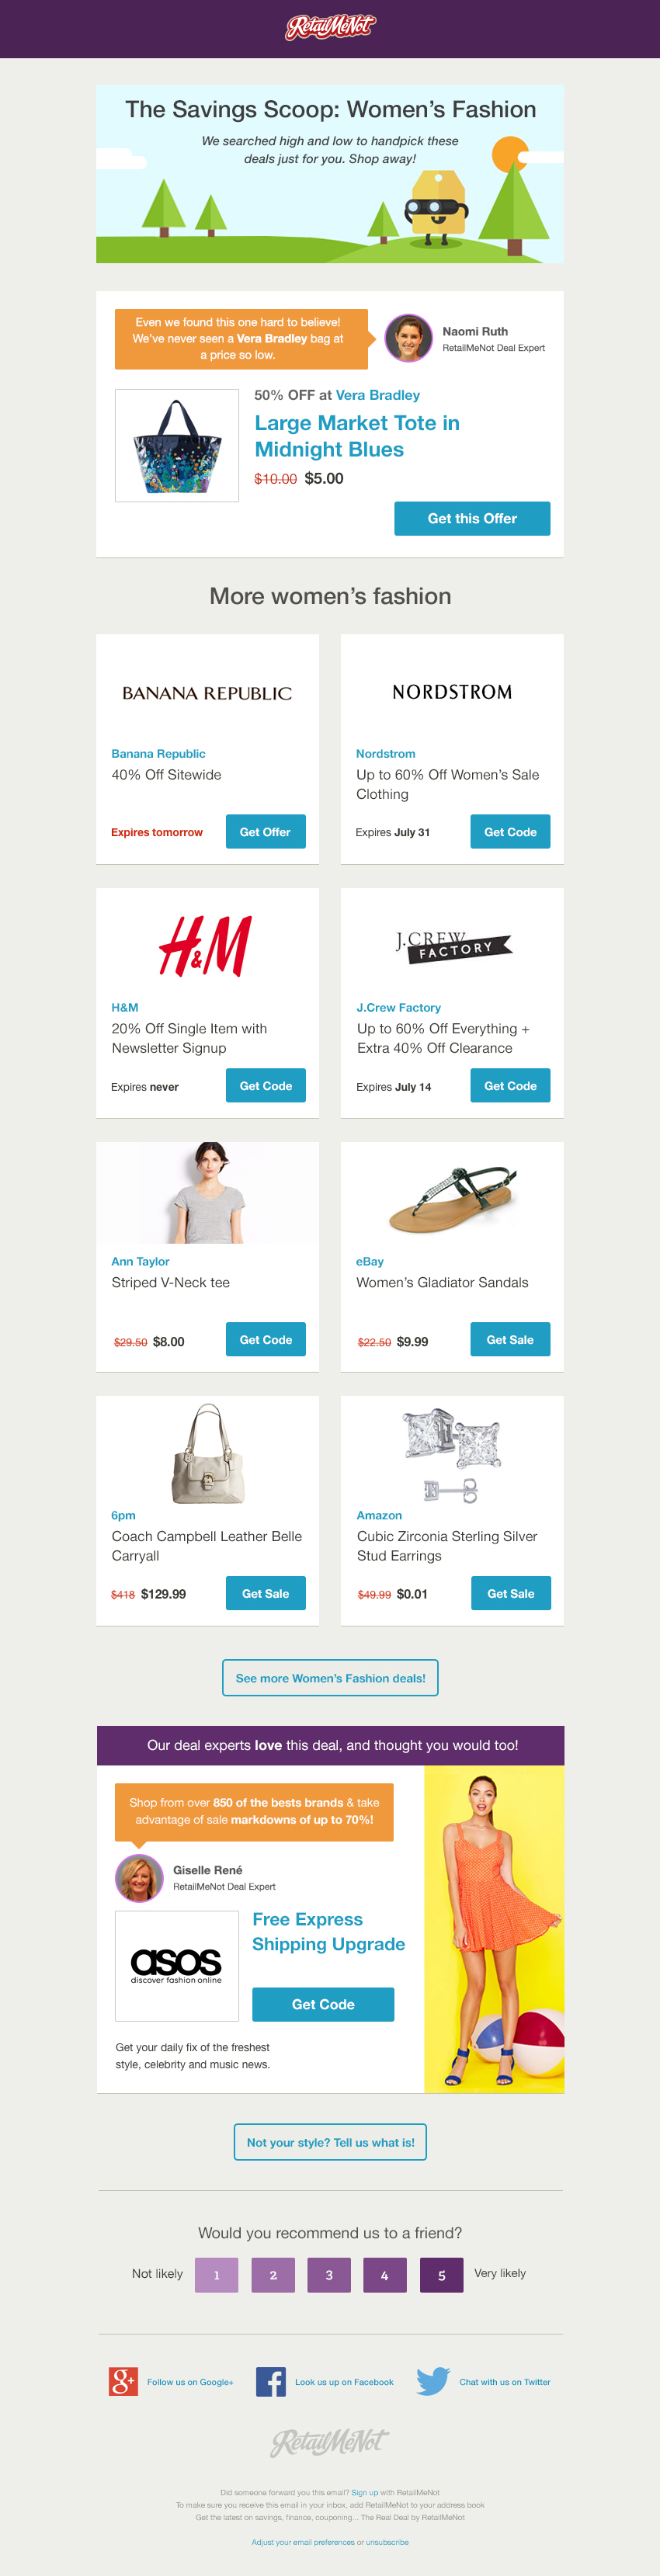 RetailMeNot
The Savings Scoop: Women's Fashion
We searched high and low to handpick these
deals just for you. Shop away!
Even we found this one hard to believe!
We've never seen a Vera Bradley bag at
a price so low.
Naomi Ruth
RetailMeNot Deal Expert
50% OFF at Vera Bradley
Large Market Tote in
Midnight Blues
$10.00 $5.00
Get this Offer
More women's fashion
BANANA REPUBLIC
Banana Republic
40% Off Sitewide
Expires tomorrow
Get Offer
NORDSTROM
Nordstrom
Up to 60% Off Women's Sale
Clothing
Expires July 31
Get Code
H&M
H&M
20% Off Single Item with
Newsletter Signup
Expires never
Get Code
J.CREW
FACTORY
J.Crew Factory
Up to 60% Off Everything +
Extra 40% Off Clearance
Expires July 14
Get Code
Ann Taylor
Striped V-Neck tee
$29.50 $8.00
Get Code
eBay
Women's Gladiator Sandals
$22.50 $9.99
Get Sale
6pm
Coach Campbell Leather Belle
Carryall
$418 $129.99
Get Sale
Amazon
Cubic Zirconia Sterling Silver
Stud Earrings
$49.99 $0.01
Get Sale
See more Women's Fashion deals!
Our deal experts love this deal, and thought you would too!
Shop from over 850 of the bests brands & take
advantage of sale markdowns of up to 70%!
Giselle René
RetailMeNot Deal Expert
asos
discover fashion online
Free Express
Shipping Upgrade
Get Code
Get your daily fix of the freshest
style, celebrity and music news.
Not your style? Tell us what is!
Would you recommend us to a friend?
Not likely 1 2 3 4 5 Very likely
g+ Follow us on Google+
f Look us up on Facebook
Chat with us on Twitter
RetailMeNot
Did someone forward you this email? Sign up with RetailMeNot
To make sure you receive this email in your inbox, add RetailMeNot to your address book
Get the latest on savings, finance, couponing... The Real Deal by RetailMeNot
Adjust your email preferences or unsubscribe